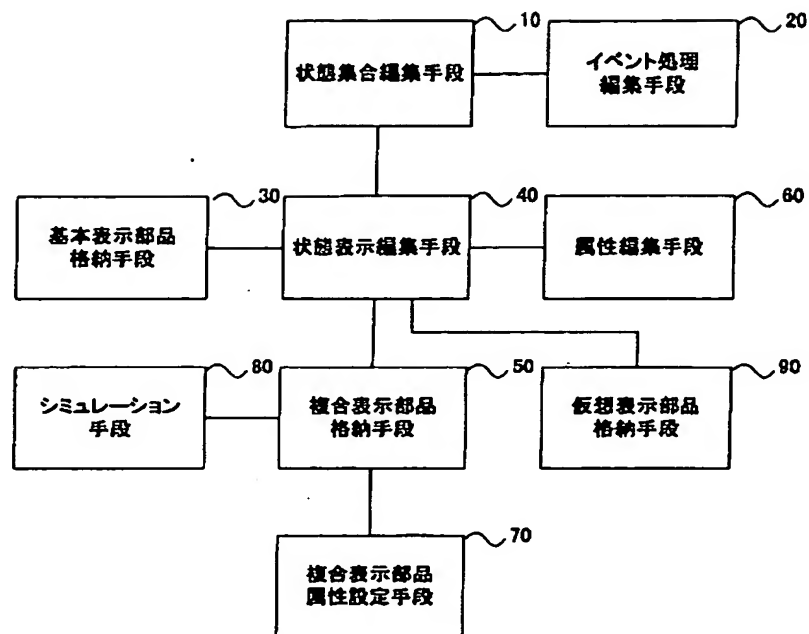 10
状態集合編集手段
20
イベント処理
編集手段
30
基本表示部品
格納手段
40
状態表示編集手段
60
属性編集手段
80
シミュレーション
手段
50
複合表示部品
格納手段
90
仮想表示部品
格納手段
70
複合表示部品
属性設定手段